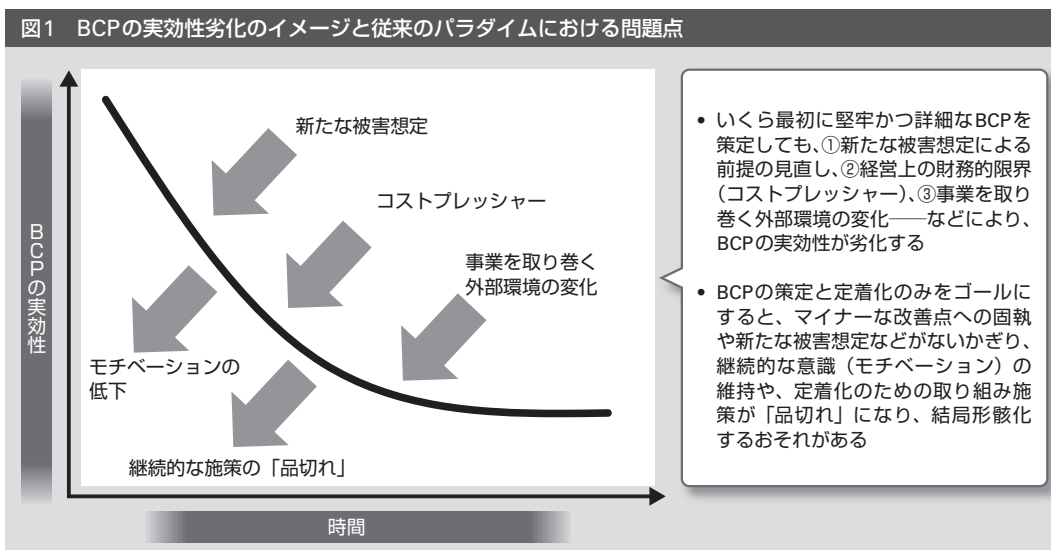 図1 BCPの実効性劣化のイメージと従来のパラダイムにおける問題点
BCPの実効性
新たな被害想定
コストプレッシャー
事業を取り巻く
外部環境の変化
モチベーションの
低下
継続的な施策の「品切れ」
時間
• いくら最初に堅牢かつ詳細なBCPを
策定しても、①新たな被害想定による
前提の見直し、②経営上の財務的限界
（コストプレッシャー）、③事業を取り
巻く外部環境の変化──などにより、
BCPの実効性が劣化する
• BCPの策定と定着化のみをゴールに
すると、マイナーな改善点への固執
や新たな被害想定などがないかぎり、
継続的な意識（モチベーション）の
維持や、定着化のための取り組み施
策が「品切れ」になり、結局形骸化
するおそれがある